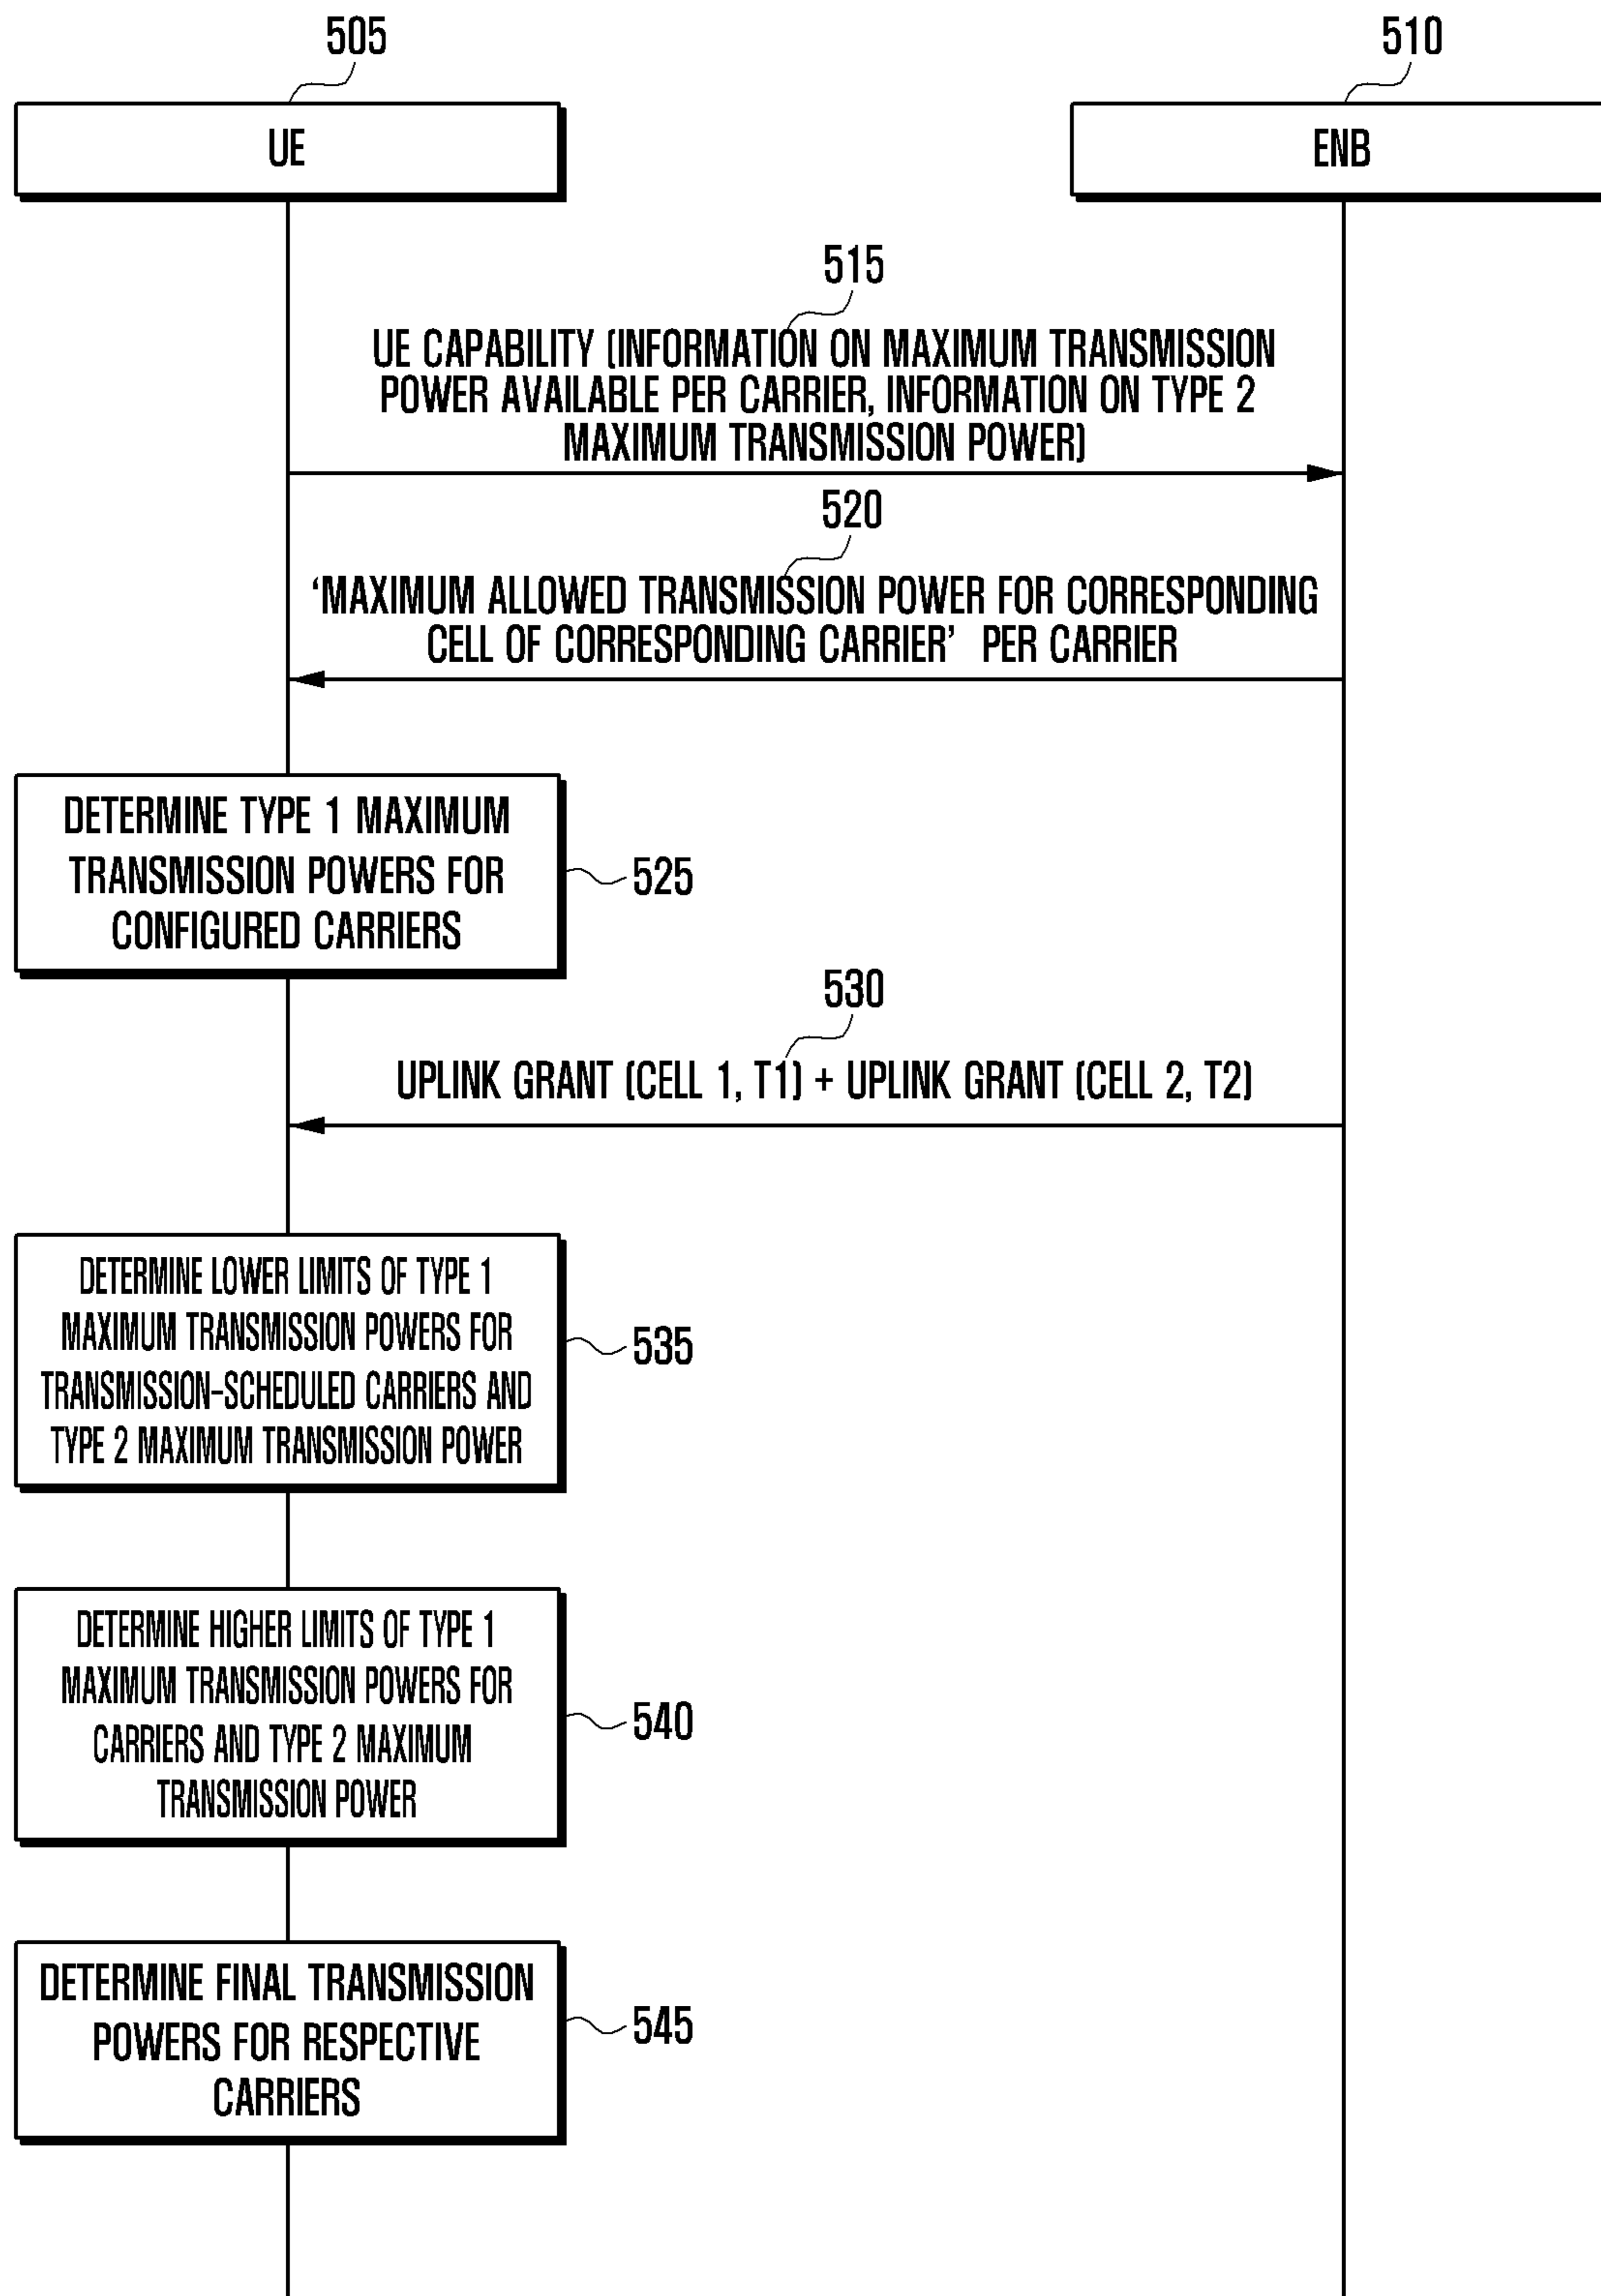 505
510
UE
ENB
515
UE CAPABILITY (INFORMATION ON MAXIMUM TRANSMISSION
POWER AVAILABLE PER CARRIER, INFORMATION ON TYPE 2
MAXIMUM TRANSMISSION POWER)
520
‘MAXIMUM ALLOWED TRANSMISSION POWER FOR CORRESPONDING
CELL OF CORRESPONDING CARRIER’ PER CARRIER
DETERMINE TYPE 1 MAXIMUM
TRANSMISSION POWERS FOR
CONFIGURED CARRIERS
525
530
UPLINK GRANT (CELL 1, T1) + UPLINK GRANT (CELL 2, T2)
DETERMINE LOWER LIMITS OF TYPE 1
MAXIMUM TRANSMISSION POWERS FOR
TRANSMISSION-SCHEDULED CARRIERS AND
TYPE 2 MAXIMUM TRANSMISSION POWER
535
DETERMINE HIGHER LIMITS OF TYPE 1
MAXIMUM TRANSMISSION POWERS FOR
CARRIERS AND TYPE 2 MAXIMUM
TRANSMISSION POWER
540
DETERMINE FINAL TRANSMISSION
POWERS FOR RESPECTIVE
CARRIERS
545